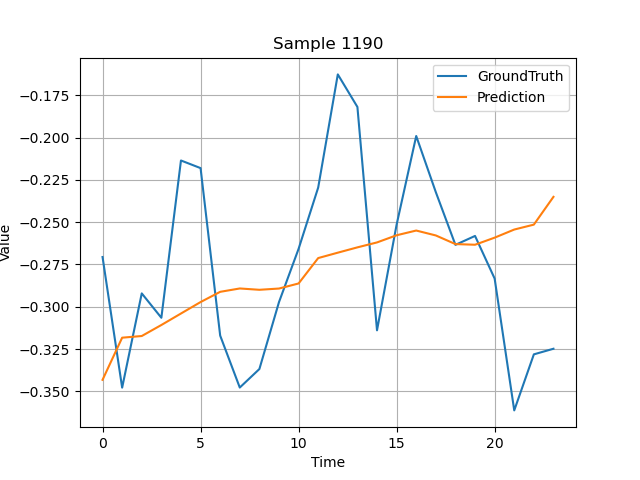 Sample 1190
GroundTruth
Prediction
−0.175
−0.200
−0.225
−0.250
−0.275
−0.300
−0.325
−0.350
Value
0 5 10 15 20
Time